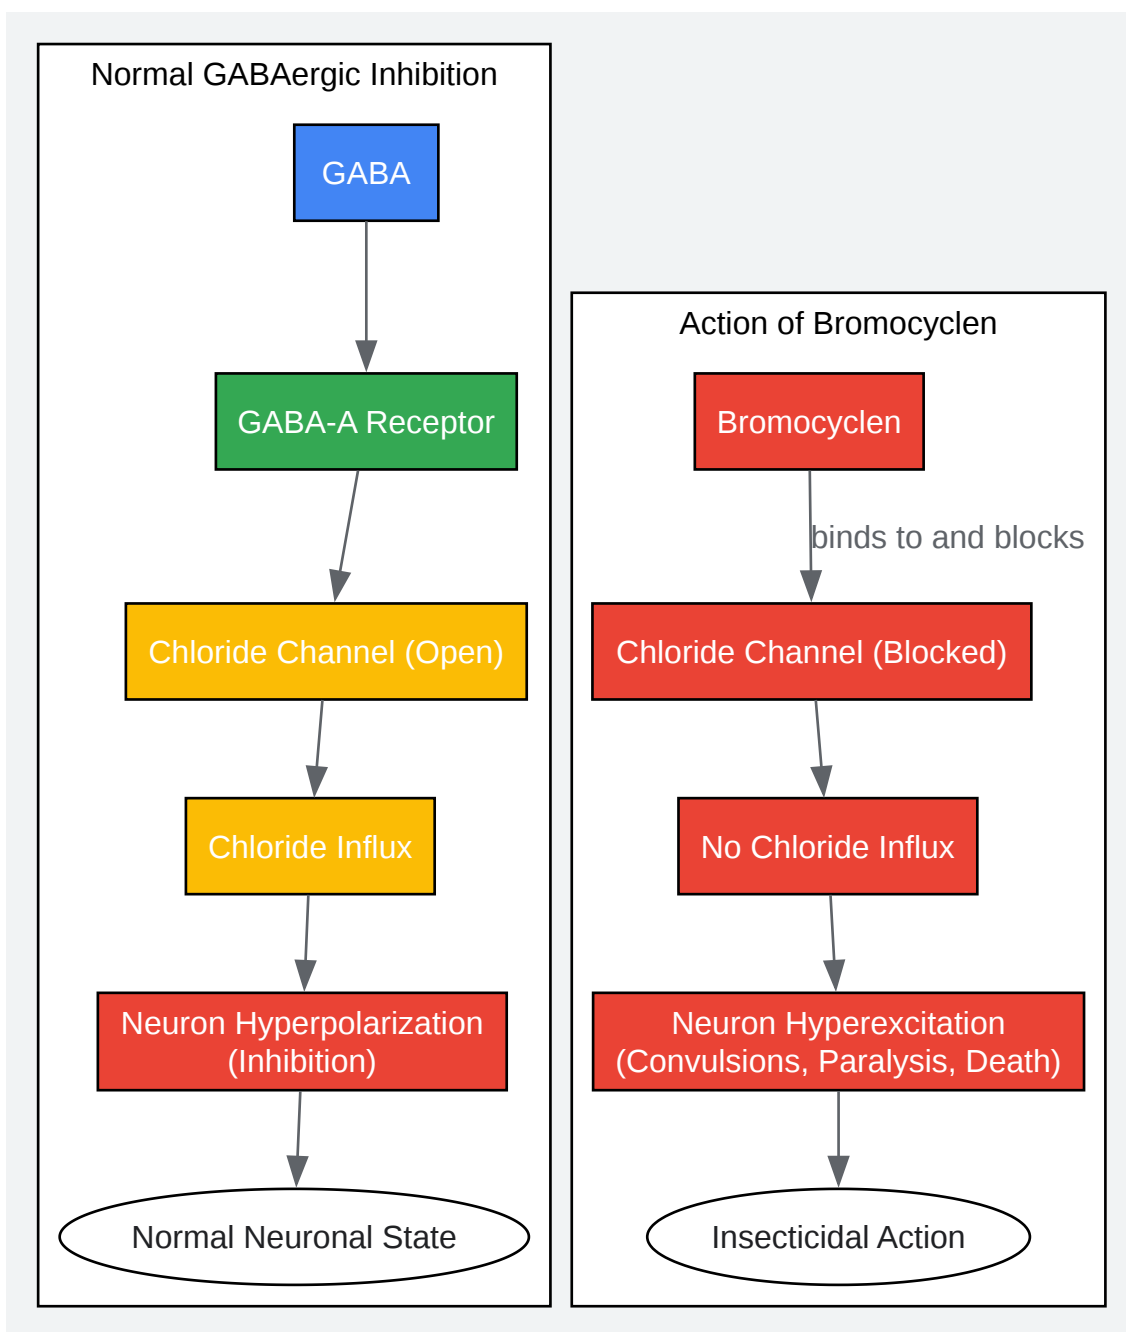 Normal GABAergic Inhibition
GABA
GABA-A Receptor
Chloride Channel (Open)
Chloride Influx
Neuron Hyperpolarization
(Inhibition)
Normal Neuronal State
Action of Bromocyclen
Bromocyclen
binds to and blocks
Chloride Channel (Blocked)
No Chloride Influx
Neuron Hyperexcitation
(Convulsions, Paralysis, Death)
Insecticidal Action